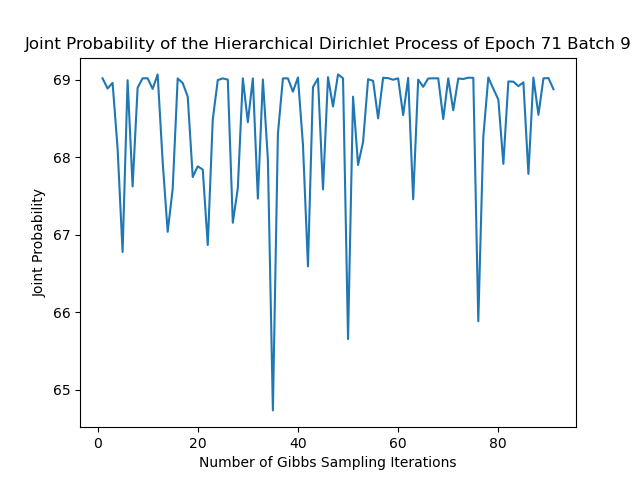 Joint Probability of the Hierarchical Dirichlet Process of Epoch 71 Batch 9
69
68
67
66
65
Joint Probability
0 20 40 60 80
Number of Gibbs Sampling Iterations